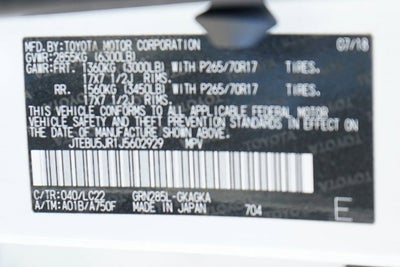 MFD. BY: TOYOTA MOTOR CORPORATION 07/18
GVWR: 2855KG (6300LB)
GAWR: FRT. 1360KG (3000LB) WITH P265/70R17 TIRES.
17X7 1/2J RIMS.
RR. 1560KG (3450LB) WITH P265/70R17 TIRES.
17X7 1/2J RIMS.
THIS VEHICLE CONFORMS TO ALL APPLICABLE FEDERAL MOTOR
VEHICLE SAFETY AND THEFT PREVENTION STANDARDS IN EFFECT
ON THE DATE OF MANUFACTURE SHOWN ABOVE.
JTEBU5JR1J5602929 MPV
C/TR: 040/LC22 GRN285L-GKAGKA
A/TM: A01B/A750F MADE IN JAPAN 704 E